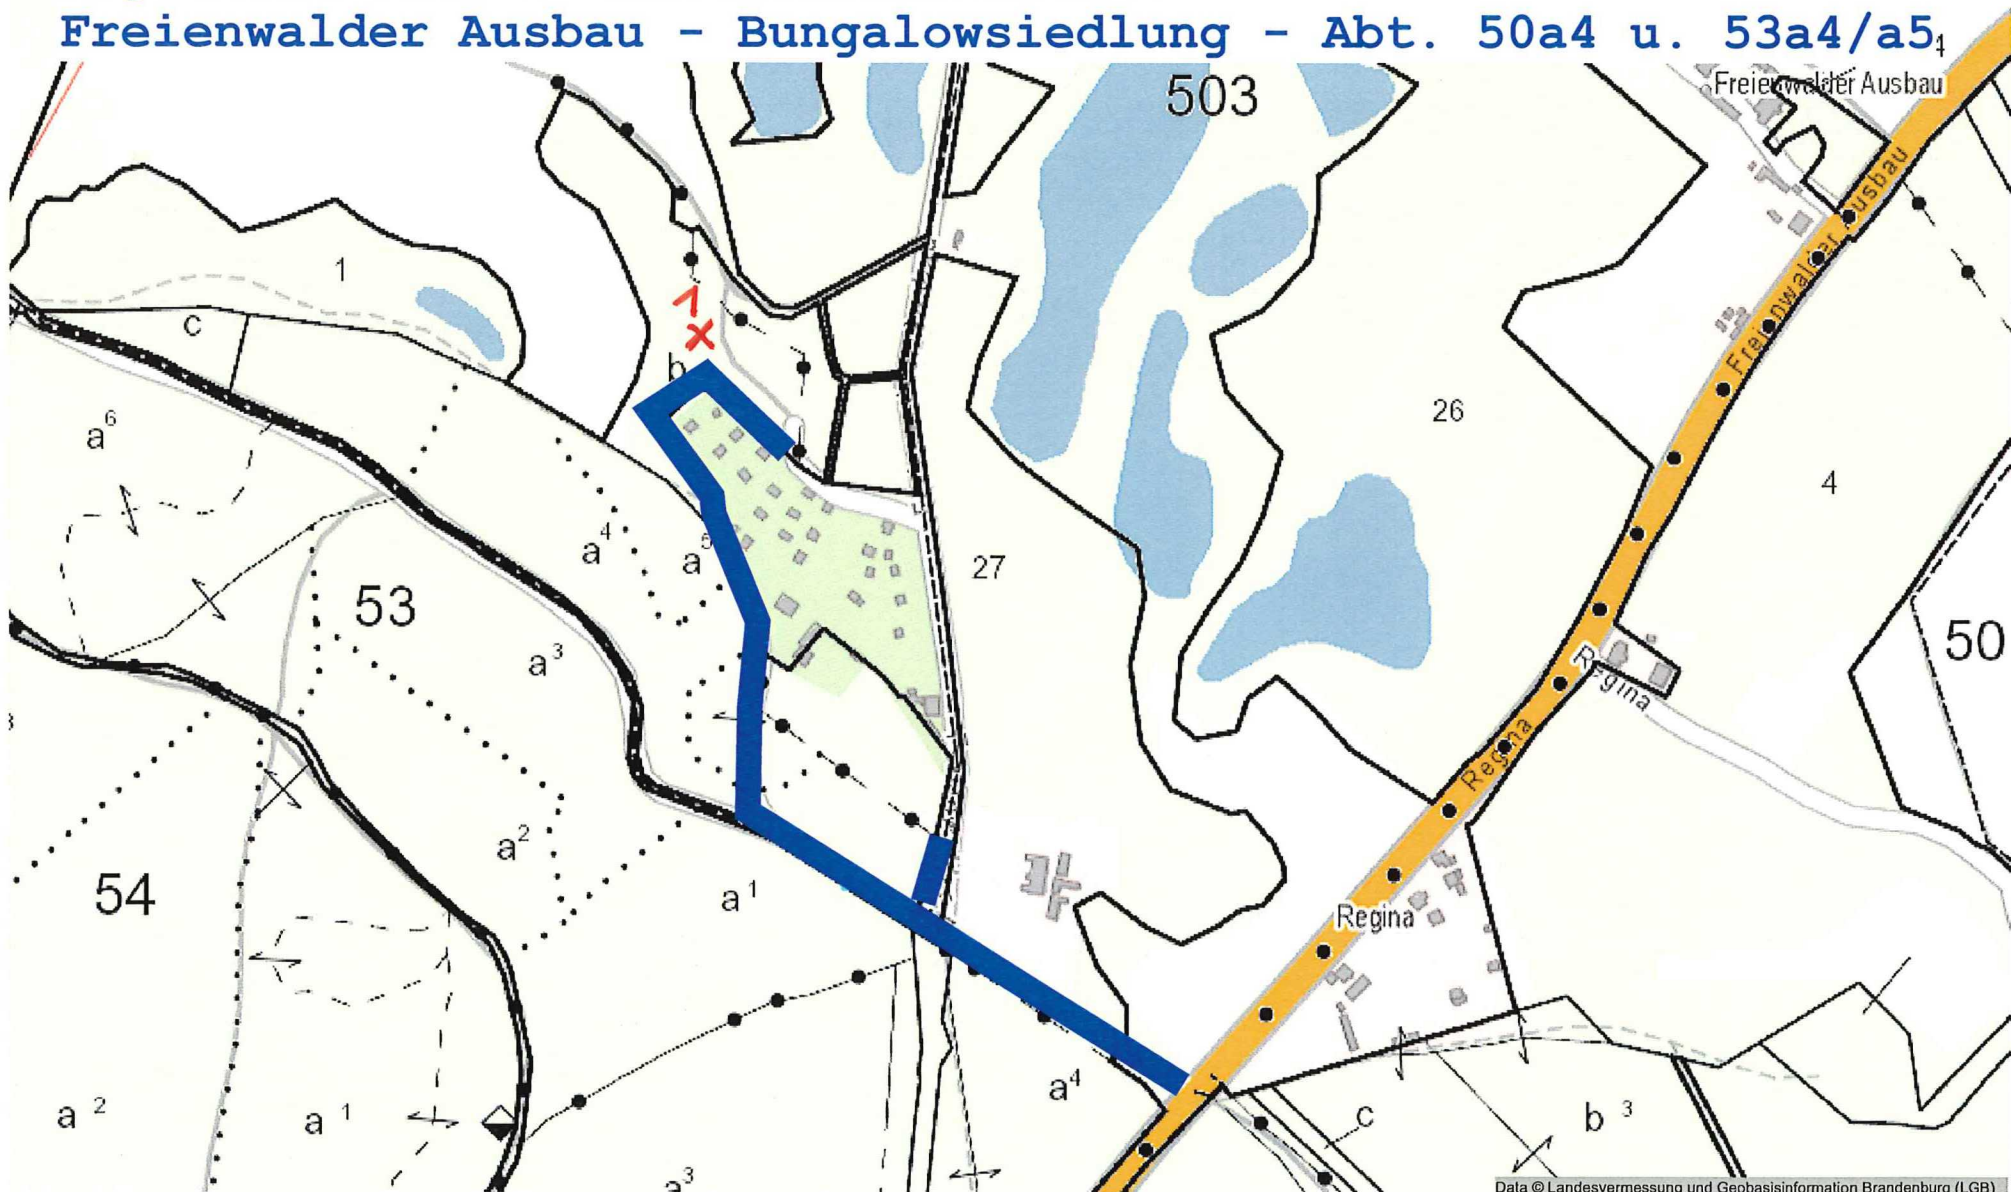 Freienwalder Ausbau - Bungalowsiedlung - Abt. 50a4 u. 53a4/a5
Freienwalder Ausbau
503
Freienwalder Ausbau
1
1
x
c
b
26
4
a⁶
a⁴
a⁵
27
53
50
a³
Regina
Regina
a²
54
a¹
Regina
a⁴
a²
a¹
c
b³
a³
Data © Landesvermessung und Geobasisinformation Brandenburg (LGB)